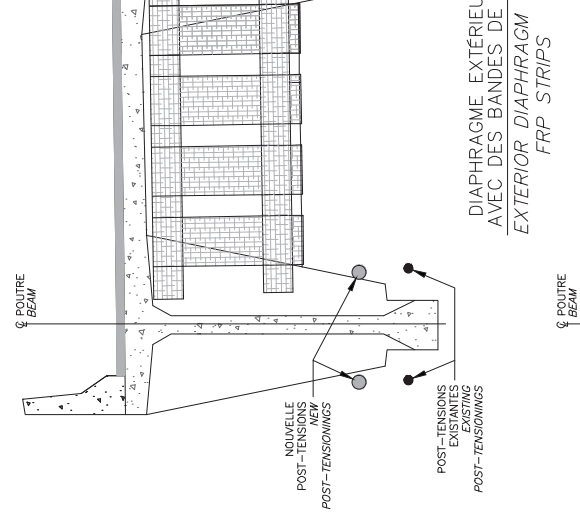 ℄ POUTRE
BEAM
DIAPHRAGME EXTÉRIEU
AVEC DES BANDES DE
EXTERIOR DIAPHRAGM
FRP STRIPS
NOUVELLE
POST-TENSIONS
NEW
POST-TENSIONINGS
POST-TENSIONS
EXISTANTES
EXISTING
POST-TENSIONINGS
℄ POUTRE
BEAM